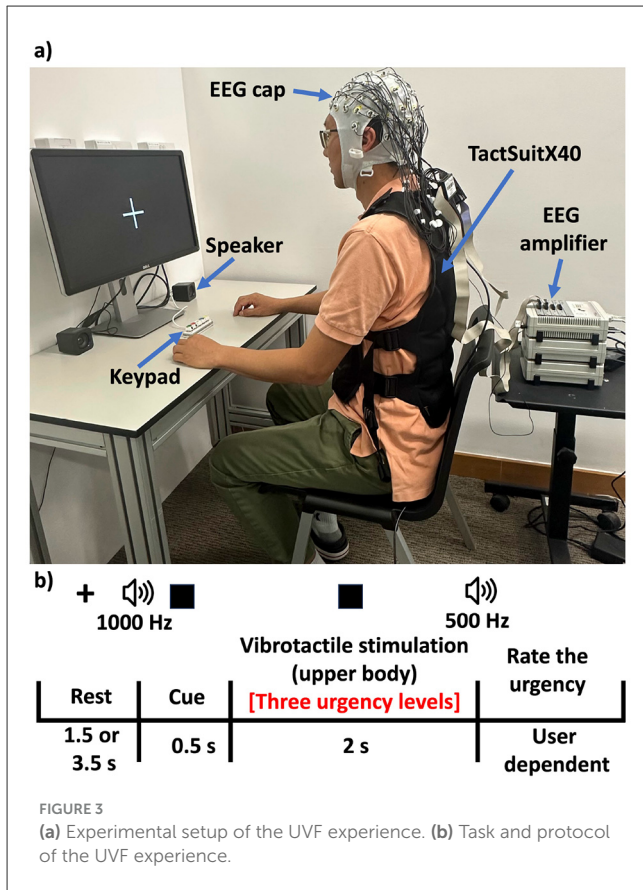 a)
EEG cap
TactSuitX40
EEG
amplifier
Speaker
Keypad
b)
+
1000 Hz
500 Hz
Vibrotactile stimulation
(upper body)
[Three urgency levels]
Rate the
urgency
Rest
Cue
1.5 or
3.5 s
0.5 s
2 s
User
dependent
FIGURE 3
(a) Experimental setup of the UVF experience. (b) Task and protocol
of the UVF experience.